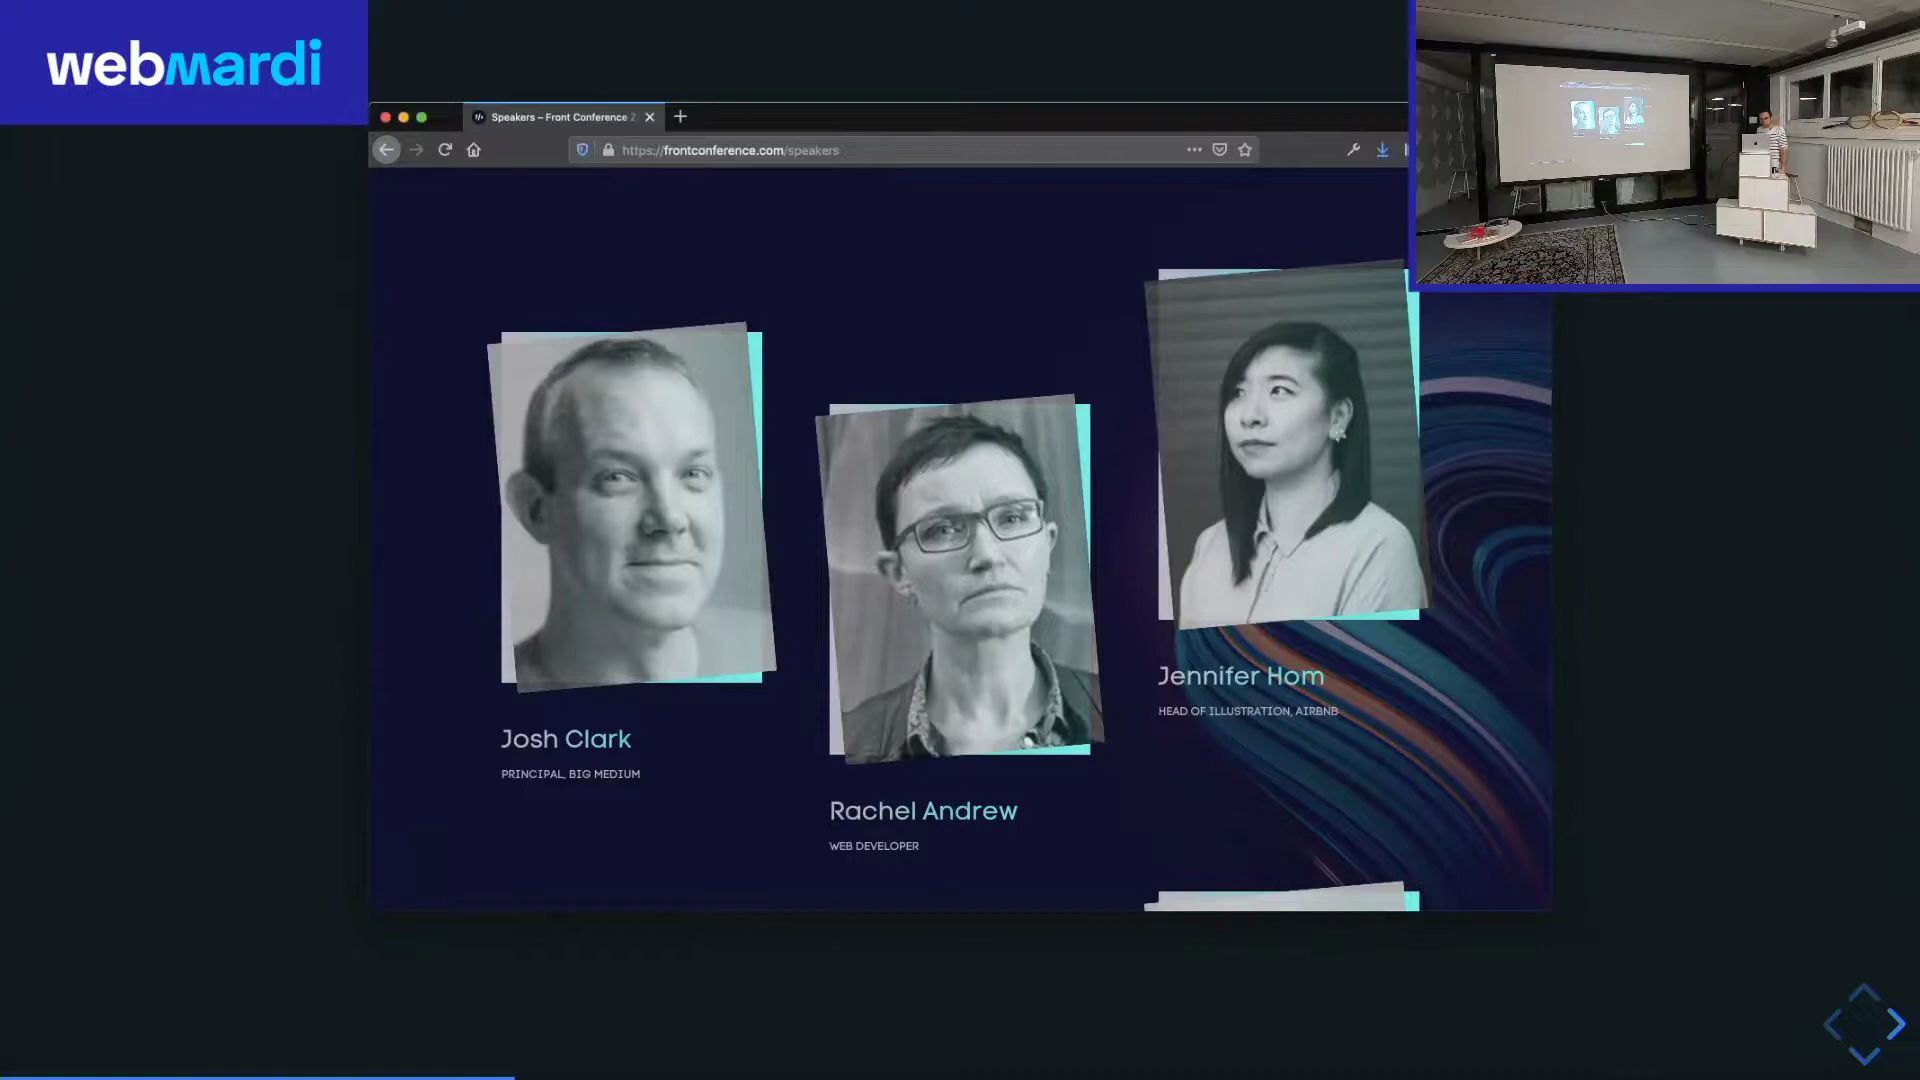 webmardi
Speakers – Front Conference Z
https://frontconference.com/speakers
Josh Clark
PRINCIPAL, BIG MEDIUM
Rachel Andrew
WEB DEVELOPER
Jennifer Hom
HEAD OF ILLUSTRATION, AIRBNB